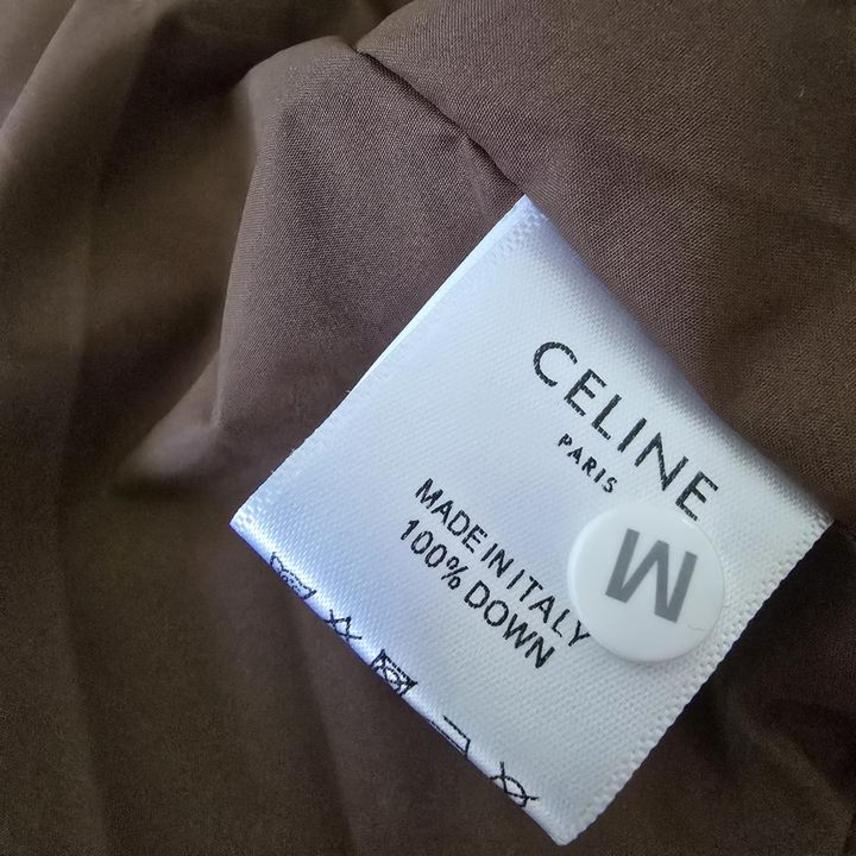 CELINE
PARIS
MADE IN ITALY
100% DOWN
M